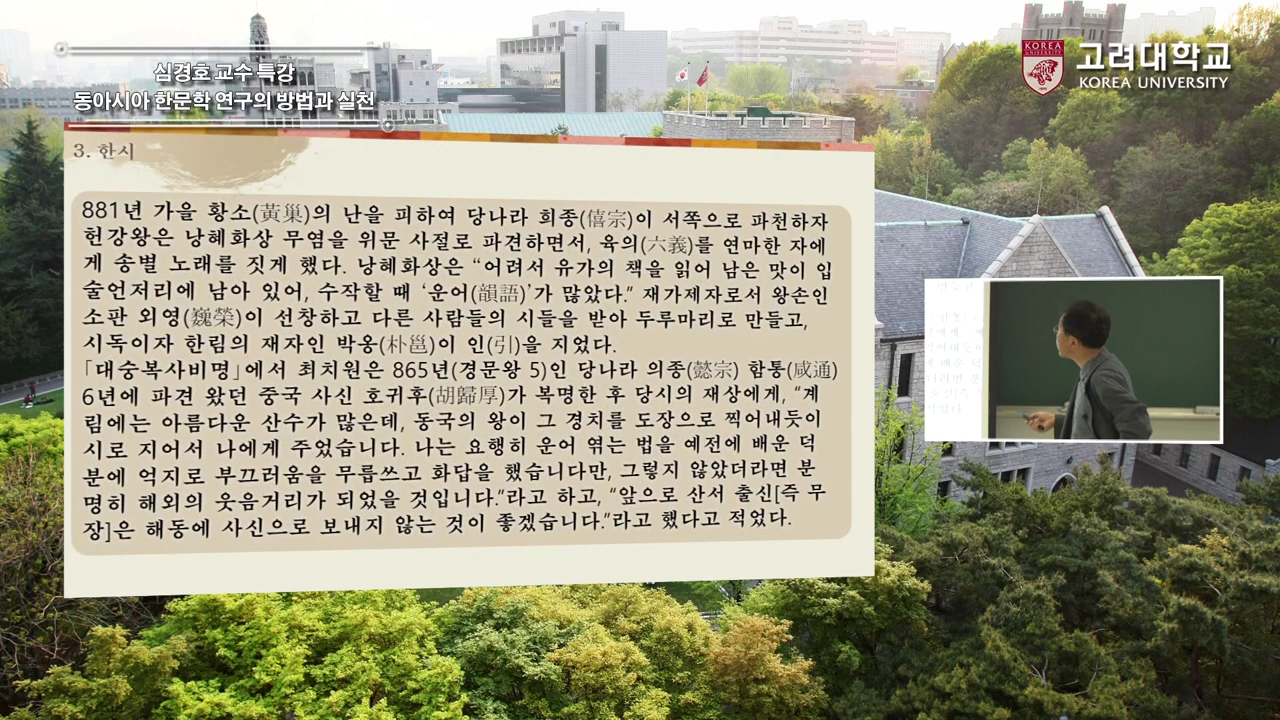 심경호 교수 특강
동아시아 한문학 연구의 방법과 실천
KOREA
UNIVERSITY
고려대학교
KOREA UNIVERSITY
3. 한시
881년 가을 황소(黃巢)의 난을 피하여 당나라 희종(僖宗)이 서쪽으로 파천하자
헌강왕은 낭혜화상 무염을 위문 사절로 파견하면서, 육의(六義)를 연마한 자에
게 송별 노래를 짓게 했다. 낭혜화상은 “어려서 유가의 책을 읽어 남은 맛이 입
술언저리에 남아 있어, 수작할 때 ‘운어(韻語)’가 많았다.” 재가제자로서 왕손인
소판 외영(巍榮)이 선창하고 다른 사람들의 시들을 받아 두루마리로 만들고,
시독이자 한림의 재자인 박옹(朴邕)이 인(引)을 지었다.
「대숭복사비명」에서 최치원은 865년(경문왕 5)인 당나라 의종(懿宗) 함통(咸通)
6년에 파견 왔던 중국 사신 호귀후(胡歸厚)가 복명한 후 당시의 재상에게, “계
림에는 아름다운 산수가 많은데, 동국의 왕이 그 경치를 도장으로 찍어내듯이
시로 지어서 나에게 주었습니다. 나는 요행히 운어 엮는 법을 예전에 배운 덕
분에 억지로 부끄러움을 무릅쓰고 화답을 했습니다만, 그렇지 않았더라면 분
명히 해외의 웃음거리가 되었을 것입니다.”라고 하고, “앞으로 산서 출신[즉 무
장]은 해동에 사신으로 보내지 않는 것이 좋겠습니다.”라고 했다고 적었다.